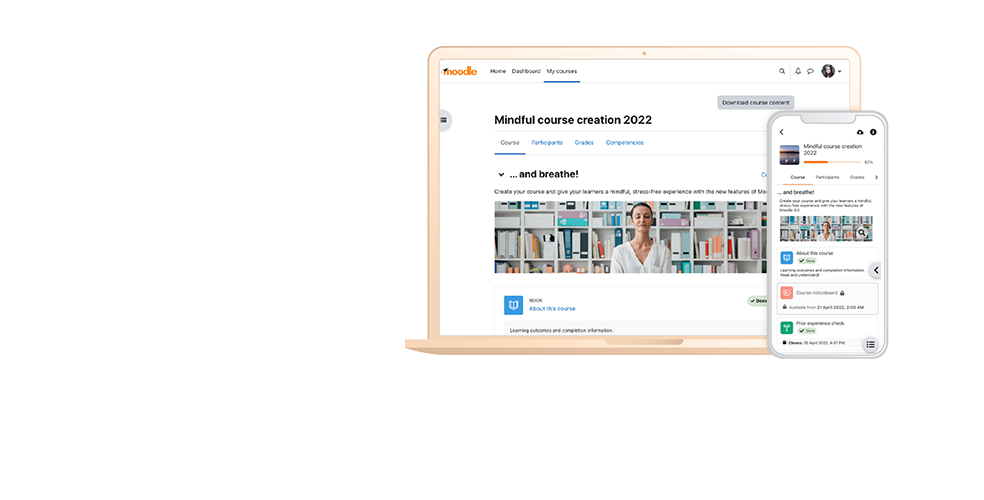 moodle
Home Dashboard My courses
Download course content
Mindful course creation 2022
Course Participants Grades Competencies
... and breathe!
Create your course and give your learners a mindful, stress-free experience with the new features of
BOOK
About this course
Done
Learning outcomes and completion information.
Mindful course creation
2022
Course Participants Grades
... and breathe!
Create your course and give your learners a mindful,
stress-free experience with the new features of
Moodle 4.0.
About this course
Done
Learning outcomes and completion information.
Read and understand!
Course noticeboard
Available from 21 April 2022, 2:00 AM
Prior experience check
Done
Closes: 28 April 2022, 4:37 PM